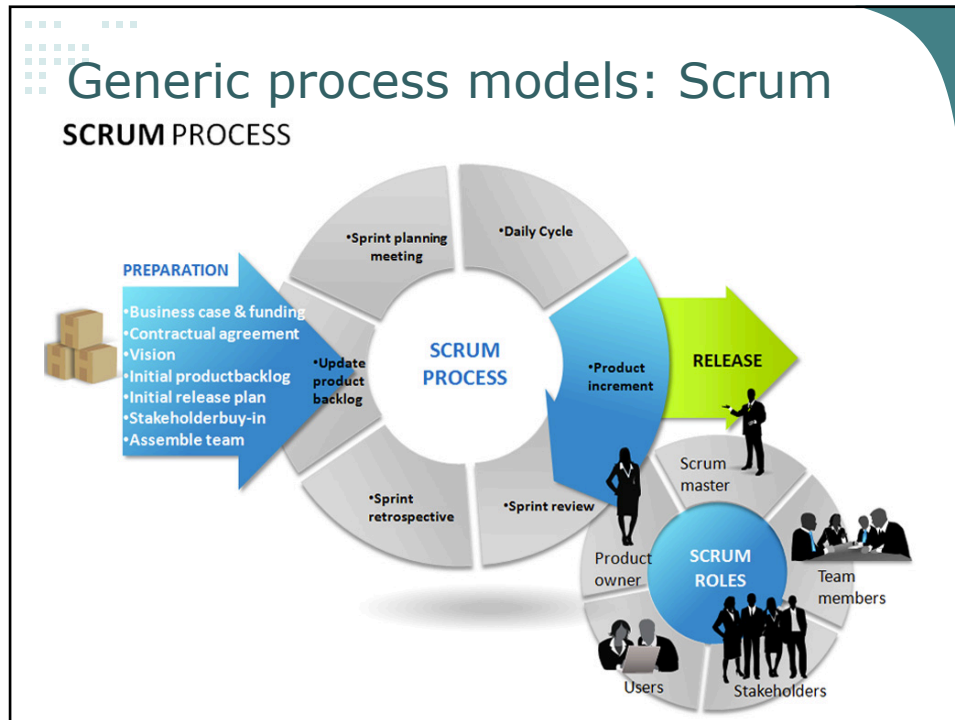 Generic process models: Scrum
SCRUM PROCESS
PREPARATION
•Business case & funding
•Contractual agreement
•Vision
•Initial productbacklog
•Initial release plan
•Stakeholderbuy-in
•Assemble team
•Sprint planning
meeting
•Daily Cycle
•Update
product
backlog
SCRUM
PROCESS
•Product
increment
RELEASE
•Sprint
retrospective
•Sprint review
Scrum
master
Product
owner
SCRUM
ROLES
Team
members
Users
Stakeholders